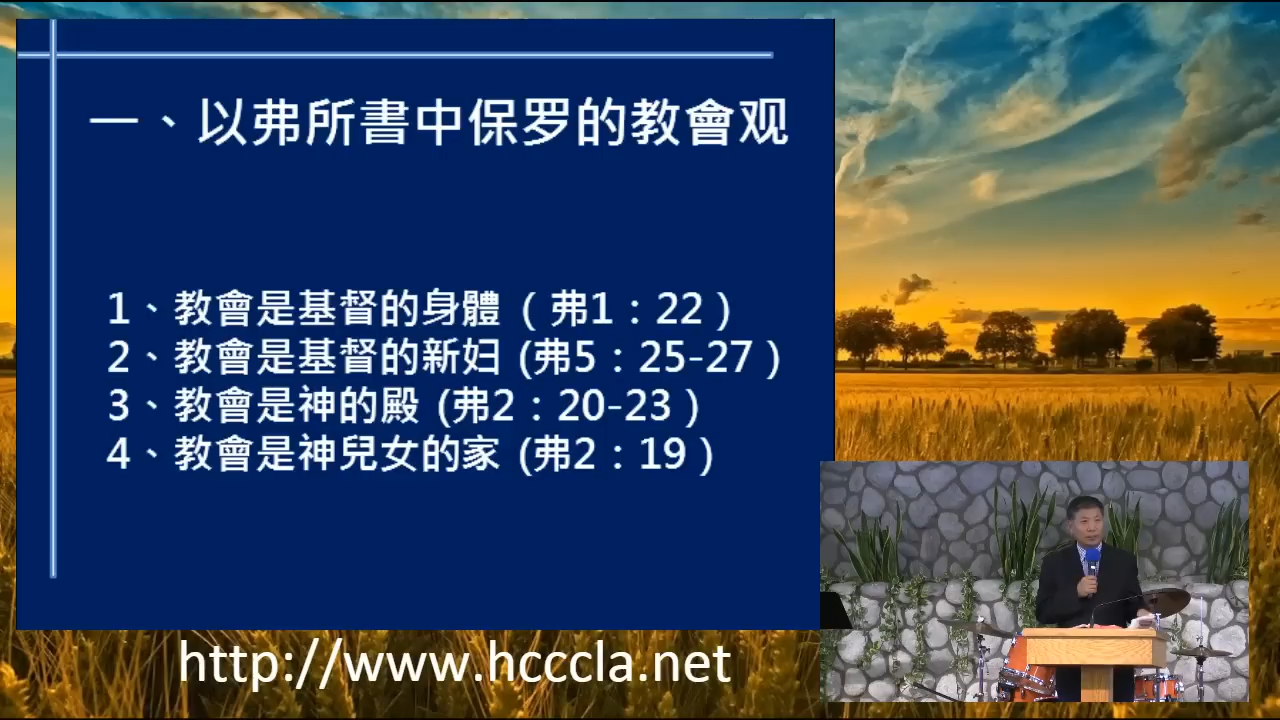 一、以弗所書中保罗的教會观
1、教會是基督的身體（弗1：22）
2、教會是基督的新妇 (弗5：25-27）
3、教會是神的殿 (弗2：20-23）
4、教會是神兒女的家 (弗2：19）
http://www.hcccla.net